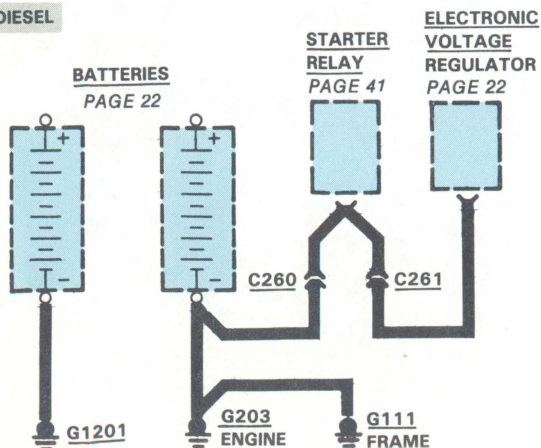 DIESEL
BATTERIES
PAGE 22
STARTER
RELAY
PAGE 41
ELECTRONIC
VOLTAGE
REGULATOR
PAGE 22
+
-
+
-
C260
C261
G1201
G203
ENGINE
G111
FRAME